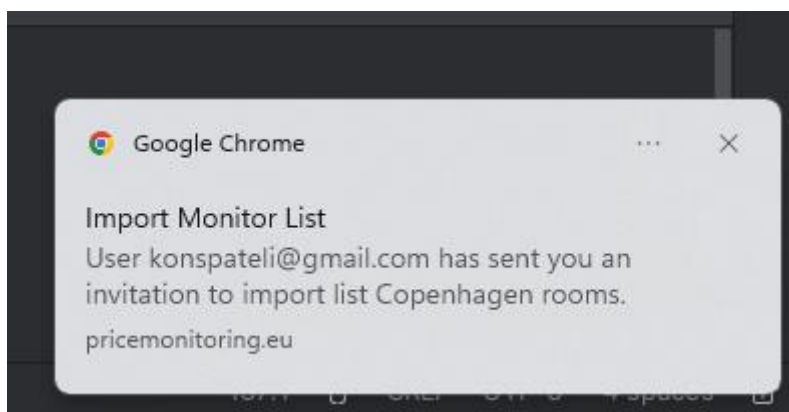 Google Chrome
Import Monitor List
User konspateli@gmail.com has sent you an
invitation to import list Copenhagen rooms.
pricemonitoring.eu